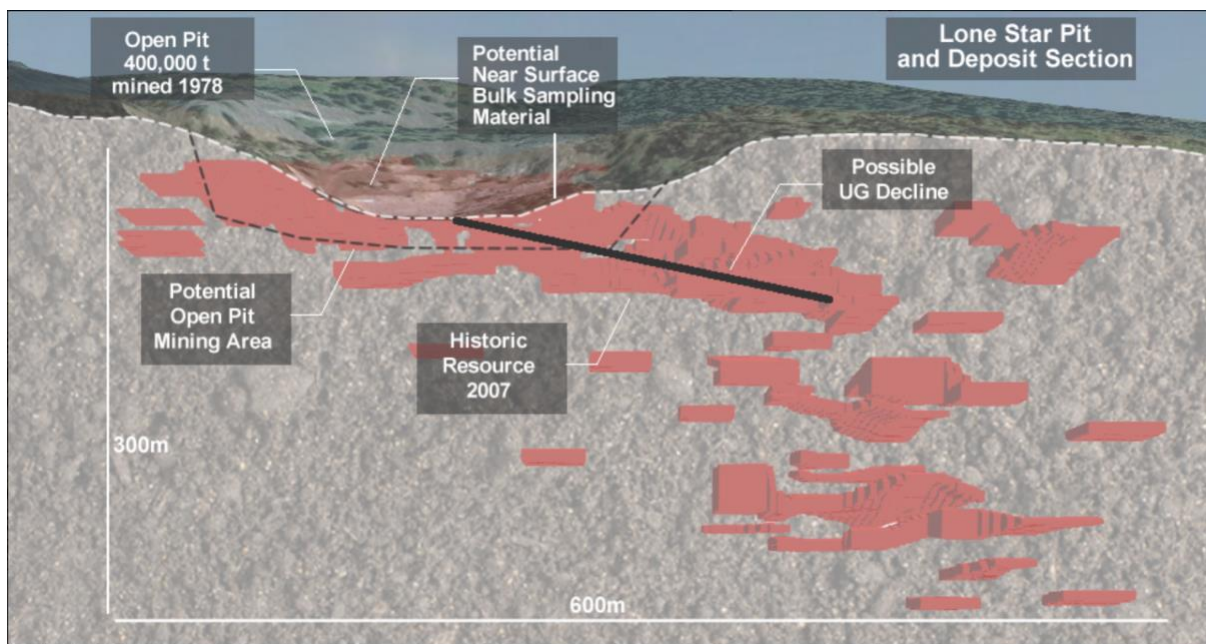 Lone Star Pit
and Deposit Section
Open Pit
400,000 t
mined 1978
Potential
Near Surface
Bulk Sampling
Material
Possible
UG Decline
Potential
Open Pit
Mining Area
Historic
Resource
2007
300m
600m